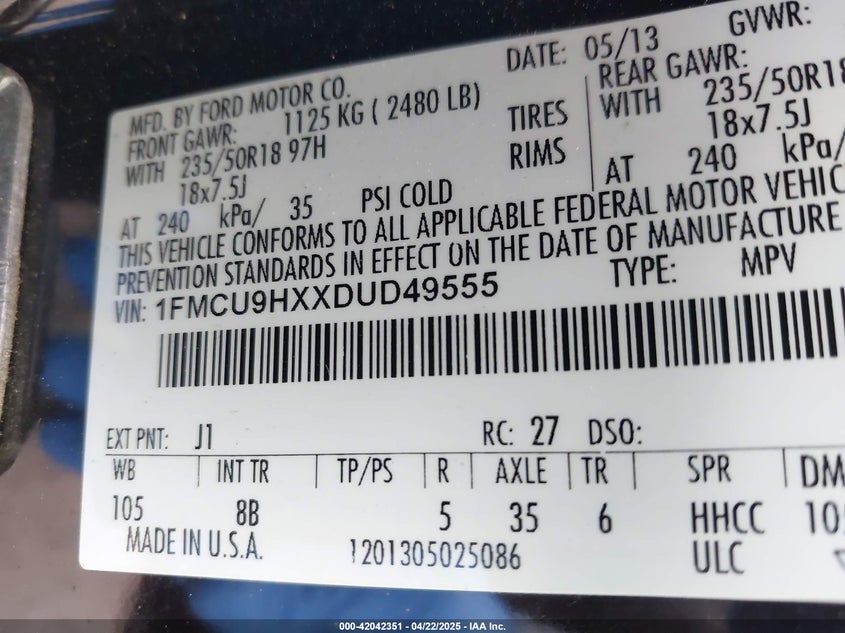 DATE: 05/13 GVWR:
MFD. BY FORD MOTOR CO.
FRONT GAWR: 1125 KG ( 2480 LB) REAR GAWR:
WITH 235/50R18 97H TIRES WITH 235/50R18
18x7.5J RIMS 18x7.5J
AT 240 kPa/ 35 PSI COLD AT 240 kPa/
THIS VEHICLE CONFORMS TO ALL APPLICABLE FEDERAL MOTOR VEHIC
PREVENTION STANDARDS IN EFFECT ON THE DATE OF MANUFACTURE
VIN: 1FMCU9HXXDUD49555 TYPE: MPV
EXT PNT: J1 RC: 27 DSO:
WB INT TR TP/PS R AXLE TR SPR DM
105 8B 5 35 6 HHCC 105
MADE IN U.S.A. 1201305025086 ULC
000-42042351 - 04/22/2025 - IAA Inc.